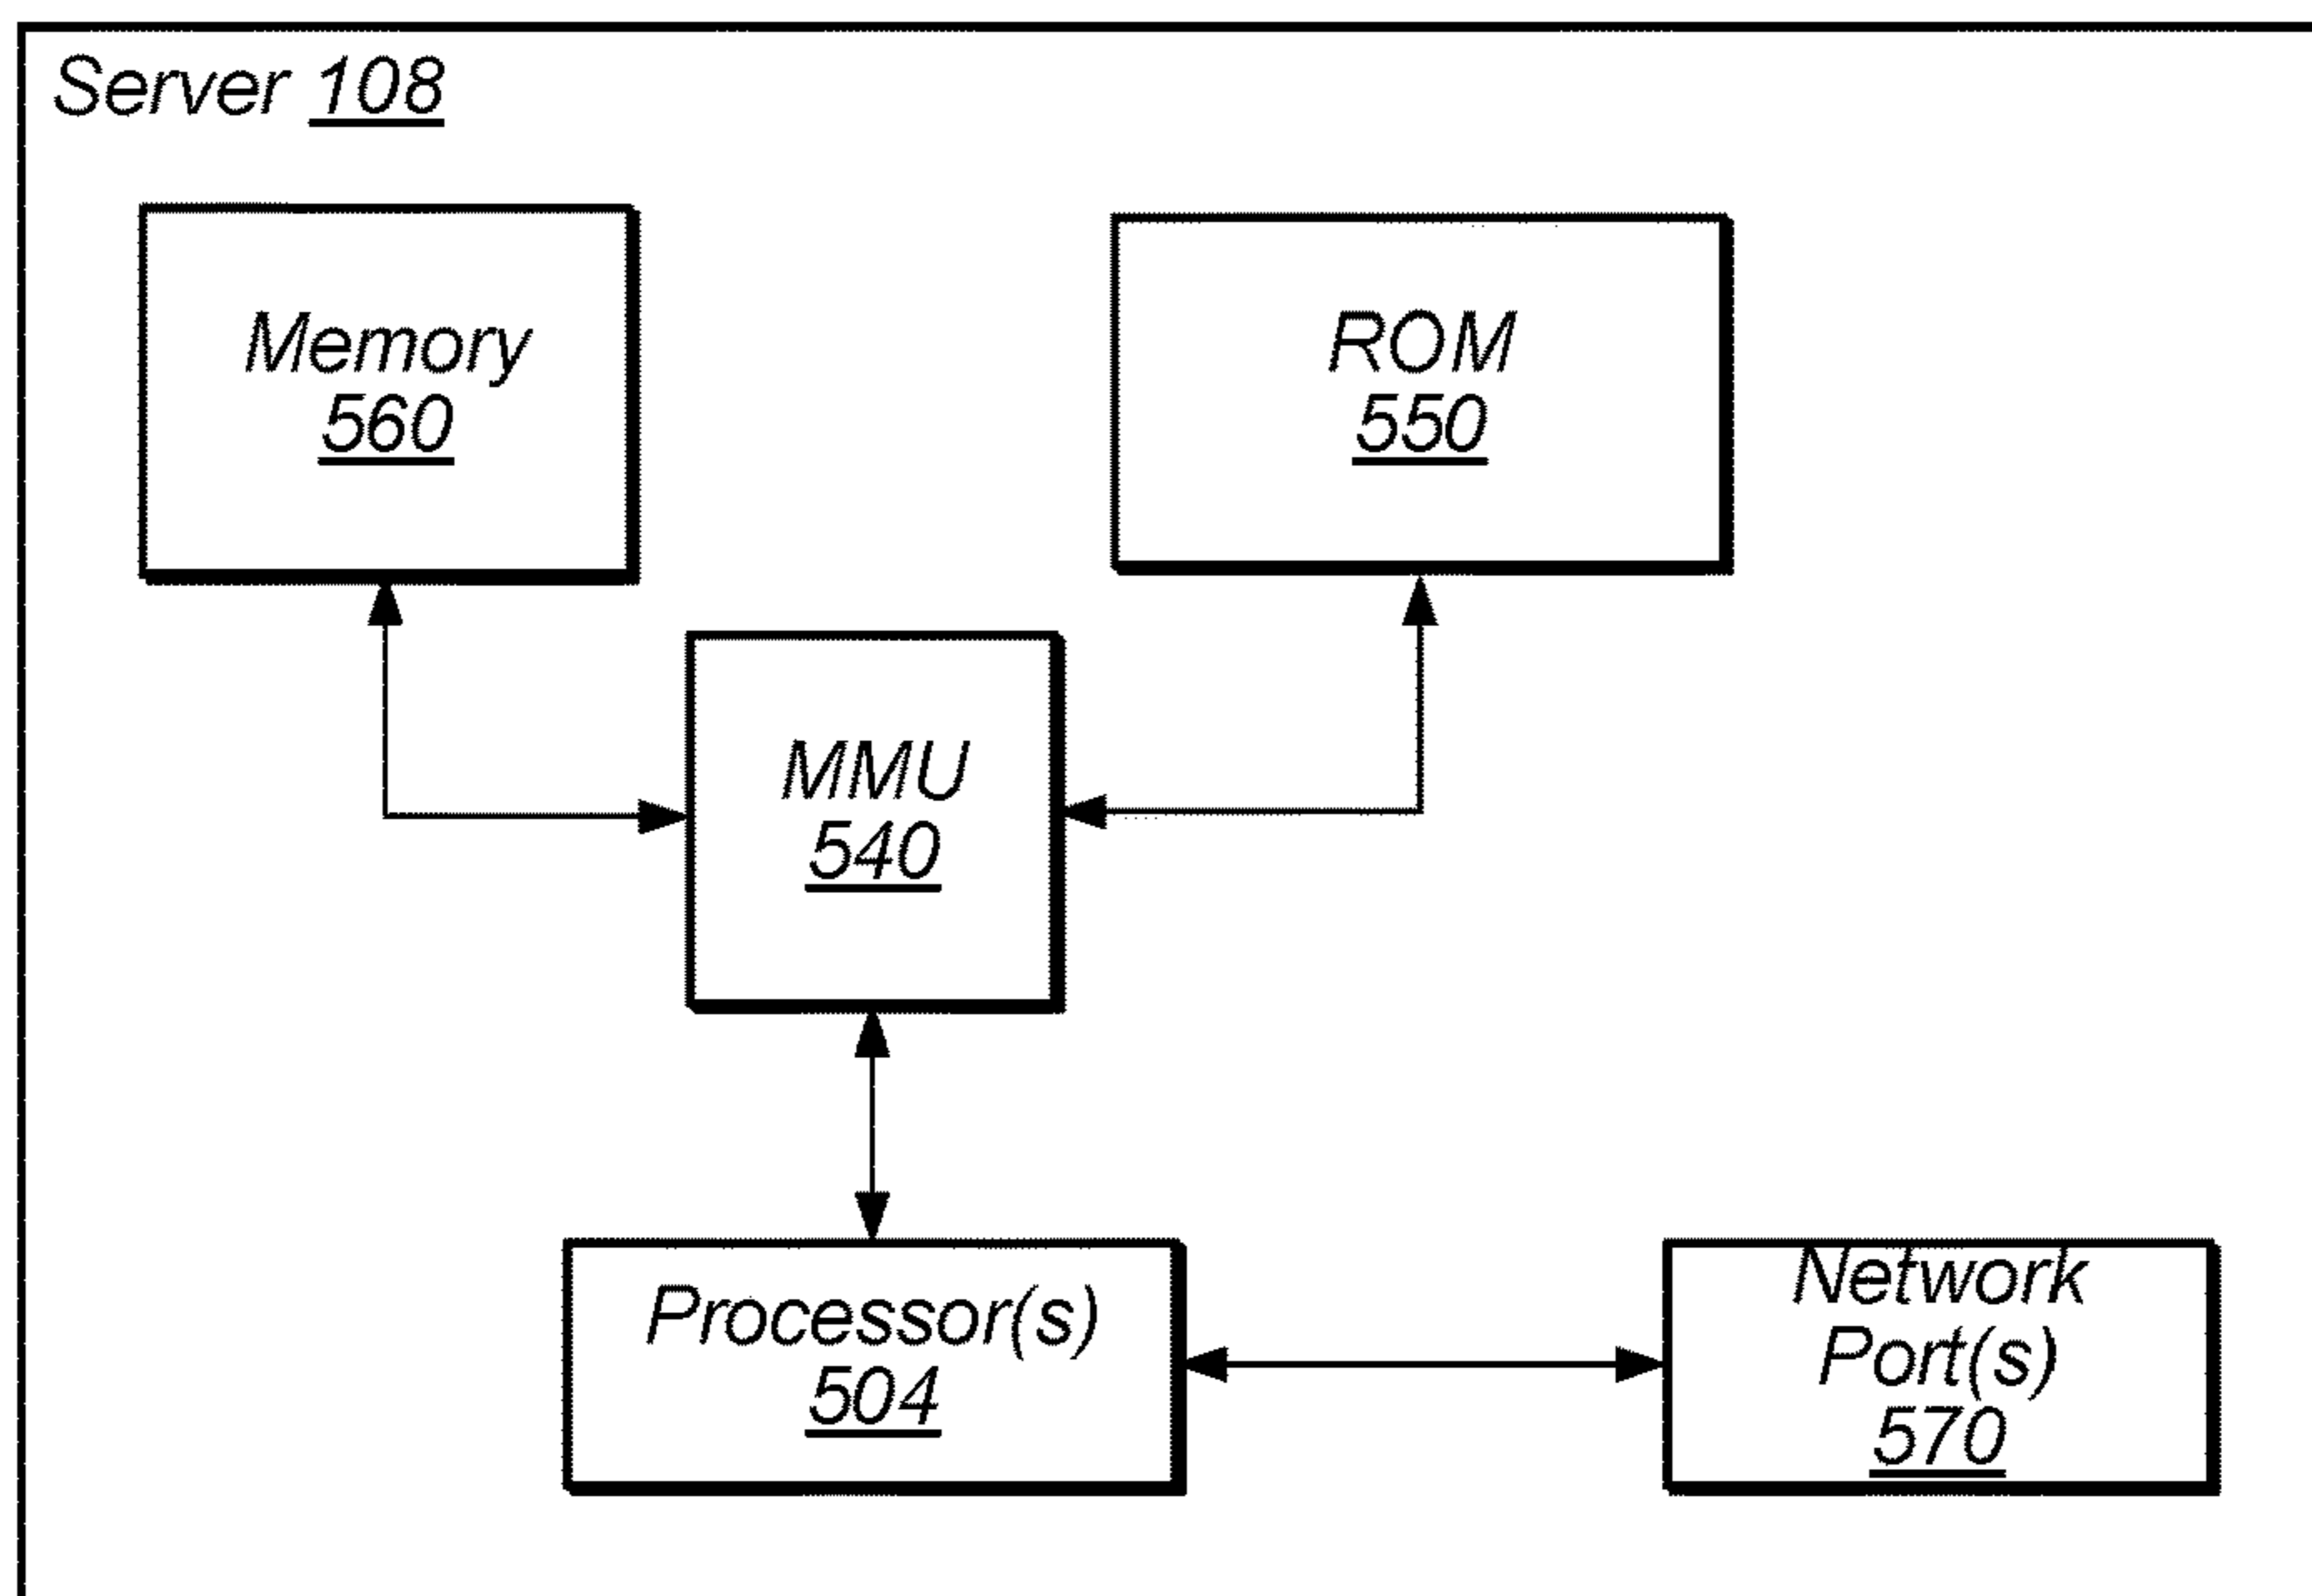 Server 108
Memory
560
ROM
550
MMU
540
Processor(s)
504
Network
Port(s)
570